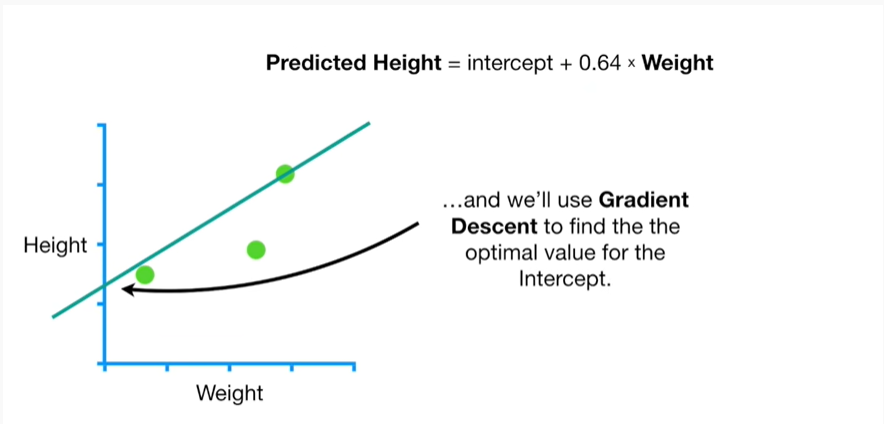 Predicted Height = intercept + 0.64 × Weight
Height
...and we'll use Gradient
Descent to find the the
optimal value for the
Intercept.
Weight